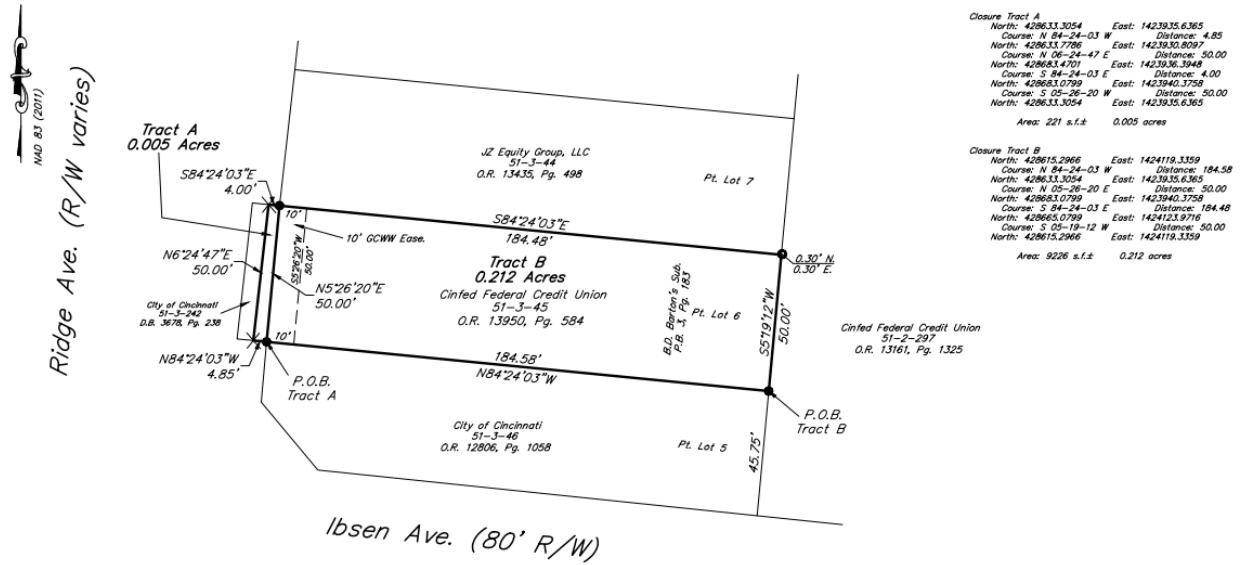 NAD 83 (2011)
Ridge Ave. (R/W varies)
Tract A
0.005 Acres
S84°24'03"E
4.00'
N6°24'47"E
50.00'
City of Cincinnati
51-3-242
D.B. 3678, Pg. 238
N84°24'03"W
4.85'
P.O.B.
Tract A
10'
10'
S5°26'20"W
50.00'
10' GCWW Ease.
N5°26'20"E
50.00'
JZ Equity Group, LLC
51-3-44
O.R. 13435, Pg. 498
Pt. Lot 7
S84°24'03"E
184.48'
Tract B
0.212 Acres
Cinfed Federal Credit Union
51-3-45
O.R. 13950, Pg. 584
B.D. Barton's Sub.
P.B. 3, Pg. 183
Pt. Lot 6
0.30' N.
0.30' E.
S5°19'12"W
50.00'
Cinfed Federal Credit Union
51-2-297
O.R. 13161, Pg. 1325
184.58'
N84°24'03"W
P.O.B.
Tract B
City of Cincinnati
51-3-46
O.R. 12806, Pg. 1058
Pt. Lot 5
45.75'
Ibsen Ave. (80' R/W)
Closure Tract A
North: 428633.3054 East: 1423935.6365
Course: N 84-24-03 W Distance: 4.85
North: 428633.7786 East: 1423930.8097
Course: N 06-24-47 E Distance: 50.00
North: 428683.4701 East: 1423936.3948
Course: S 84-24-03 E Distance: 4.00
North: 428683.0799 East: 1423940.3758
Course: S 05-26-20 W Distance: 50.00
North: 428633.3054 East: 1423935.6365
Area: 221 s.f.± 0.005 acres
Closure Tract B
North: 428615.2966 East: 1424119.3359
Course: N 84-24-03 W Distance: 184.58
North: 428633.3054 East: 1423935.6365
Course: N 05-26-20 E Distance: 50.00
North: 428683.0799 East: 1423940.3758
Course: S 84-24-03 E Distance: 184.48
North: 428665.0799 East: 1424123.9716
Course: S 05-19-12 W Distance: 50.00
North: 428615.2966 East: 1424119.3359
Area: 9226 s.f.± 0.212 acres